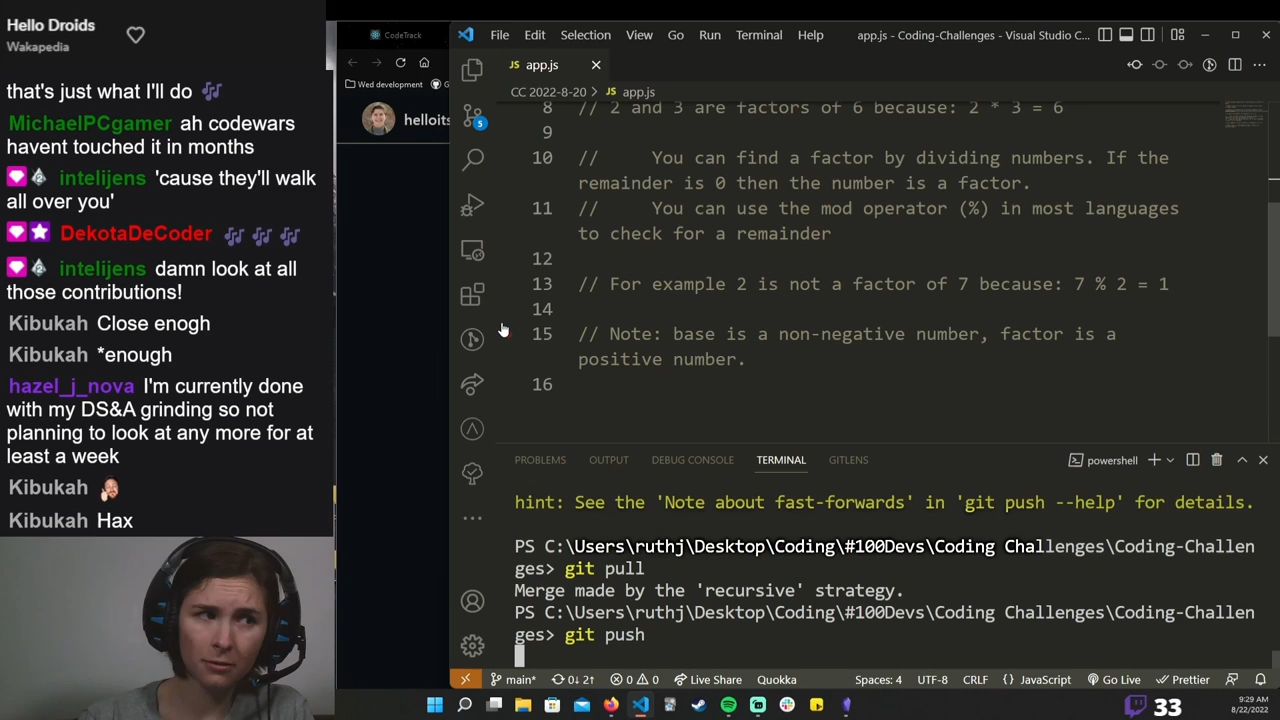 Hello Droids
Wakapedia
that's just what I'll do 🎶
MichaelPCgamer ah codewars
havent touched it in months
intelijens 'cause they'll walk
all over you'
DekotaDeCoder 🎶 🎶 🎶
intelijens damn look at all
those contributions!
Kibukah Close enogh
Kibukah *enough
hazel_j_nova I'm currently done
with my DS&A grinding so not
planning to look at any more for at
least a week
Kibukah
Kibukah Hax
CodeTrack
Wed development
helloits
File Edit Selection View Go Run Terminal Help app.js - Coding-Challenges - Visual Studio C...
JS app.js
CC 2022-8-20 > JS app.js
8 // 2 and 3 are factors of 6 because: 2 * 3 = 6
9
10 // You can find a factor by dividing numbers. If the
remainder is 0 then the number is a factor.
11 // You can use the mod operator (%) in most languages
to check for a remainder
12
13 // For example 2 is not a factor of 7 because: 7 % 2 = 1
14
15 // Note: base is a non-negative number, factor is a
positive number.
16
5
PROBLEMS OUTPUT DEBUG CONSOLE TERMINAL GITLENS powershell
hint: See the 'Note about fast-forwards' in 'git push --help' for details.
PS C:\Users\ruthj\Desktop\Coding\#100Devs\Coding Challenges\Coding-Challen
ges> git pull
Merge made by the 'recursive' strategy.
PS C:\Users\ruthj\Desktop\Coding\#100Devs\Coding Challenges\Coding-Challen
ges> git push
main* 0↓ 2↑ 0 0 Live Share Quokka Spaces: 4 UTF-8 CRLF JavaScript Go Live Prettier
33
9:29 AM
8/22/2022